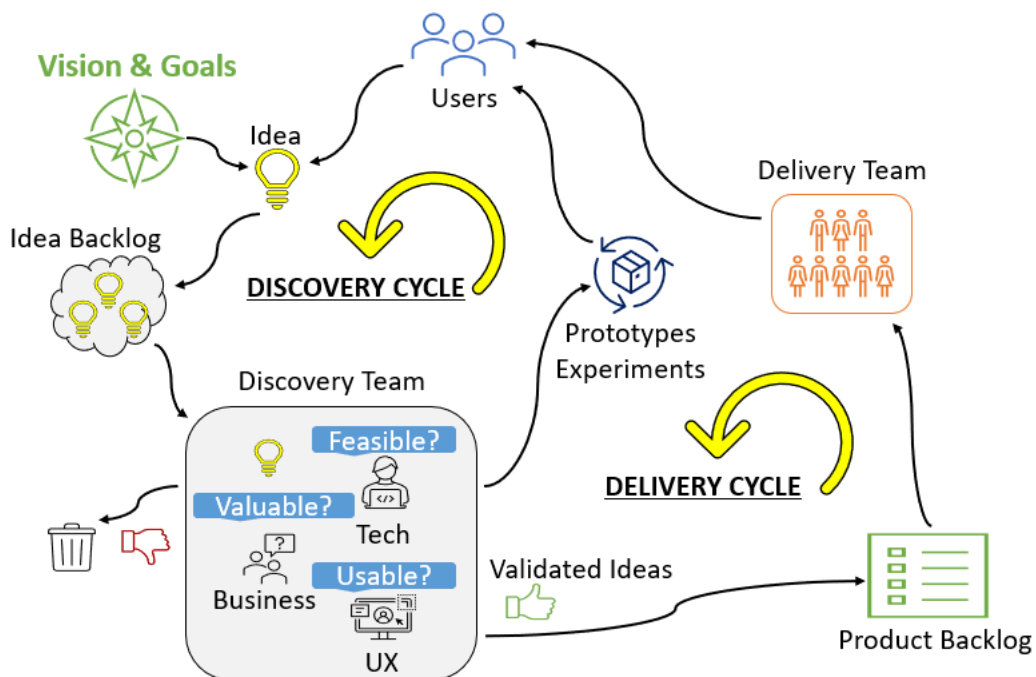 Vision & Goals
Users
Idea
Delivery Team
Idea Backlog
DISCOVERY CYCLE
Prototypes
Experiments
Discovery Team
Feasible?
</>
Valuable?
Tech
?
Business
Usable?
UX
DELIVERY CYCLE
Validated Ideas
Product Backlog